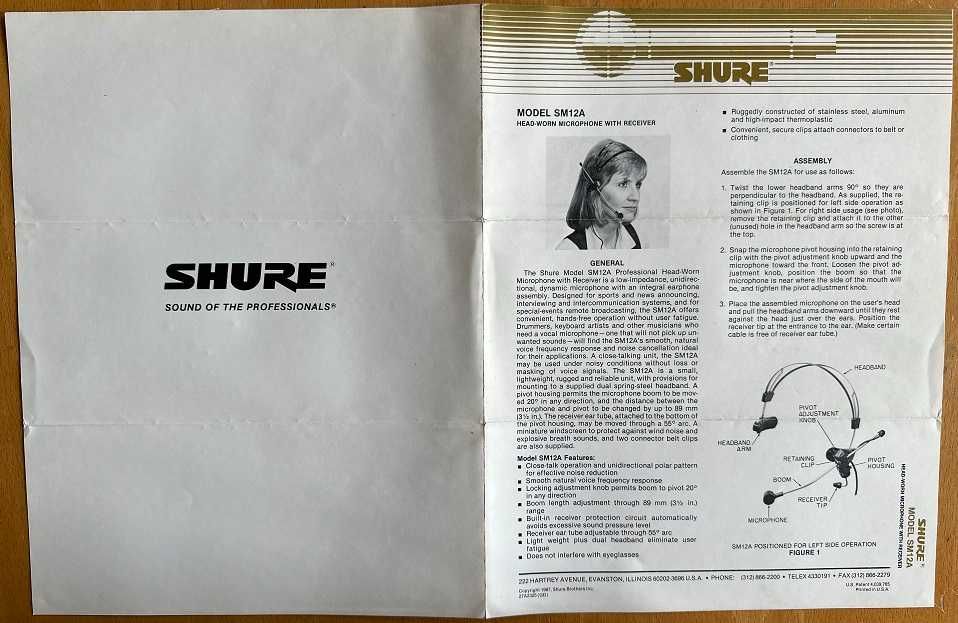 SHURE®
SOUND OF THE PROFESSIONALS®
SHURE®
MODEL SM12A
HEAD-WORN MICROPHONE WITH RECEIVER
GENERAL
The Shure Model SM12A Professional Head-Worn
Microphone with Receiver is a low-impedance, unidirec-
tional, dynamic microphone with an integral earphone
assembly. Designed for sports and news announcing,
interviewing and intercommunication systems, and for
special-events remote broadcasting, the SM12A offers
convenient, hands-free operation without user fatigue.
Drummers, keyboard artists and other musicians who
need a vocal microphone—one that will not pick up un-
wanted sounds—will find the SM12A's smooth, natural
voice frequency response and noise cancellation ideal
for their applications. A close-talking unit, the SM12A
may be used under noisy conditions without loss or
masking of voice signals. The SM12A is a small,
lightweight, rugged and reliable unit, with provisions for
mounting to a supplied dual spring-steel headband. A
pivot housing permits the microphone boom to be mov-
ed 20° in any direction, and the distance between the
microphone and pivot to be changed by up to 89 mm
(3½ in.). The receiver ear tube, attached to the bottom of
the pivot housing, may be moved through a 55° arc. A
miniature windscreen to protect against wind noise and
explosive breath sounds, and two connector belt clips
are also supplied.
Model SM12A Features:
■ Close-talk operation and unidirectional polar pattern
for effective noise reduction
■ Smooth natural voice frequency response
■ Locking adjustment knob permits boom to pivot 20°
in any direction
■ Boom length adjustment through 89 mm (3½ in.)
range
■ Built-in receiver protection circuit automatically
avoids excessive sound pressure level
■ Receiver ear tube adjustable through 55° arc
■ Light weight plus dual headband eliminate user
fatigue
■ Does not interfere with eyeglasses
■ Ruggedly constructed of stainless steel, aluminum
and high-impact thermoplastic
■ Convenient, secure clips attach connectors to belt or
clothing
ASSEMBLY
Assemble the SM12A for use as follows:
1. Twist the lower headband arms 90° so they are
perpendicular to the headband. As supplied, the re-
taining clip is positioned for left side operation as
shown in Figure 1. For right side usage (see photo),
remove the retaining clip and attach it to the other
(unused) hole in the headband arm so the screw is at
the top.
2. Snap the microphone pivot housing into the retaining
clip with the pivot adjustment knob upward and the
microphone toward the front. Loosen the pivot ad-
justment knob, position the boom so that the
microphone is near where the side of the mouth will
be, and tighten the pivot adjustment knob.
3. Place the assembled microphone on the user's head
and pull the headband arms downward until they rest
against the head just over the ears. Position the
receiver tip at the entrance to the ear. (Make certain
cable is free of receiver ear tube.)
HEADBAND
PIVOT
ADJUSTMENT
KNOB
HEADBAND
ARM
RETAINING
CLIP
PIVOT
HOUSING
BOOM
RECEIVER
TIP
MICROPHONE
SM12A POSITIONED FOR LEFT SIDE OPERATION
FIGURE 1
SHURE®
MODEL SM12A
HEAD-WORN MICROPHONE WITH RECEIVER
222 HARTREY AVENUE, EVANSTON, ILLINOIS 60202-3696 U.S.A. • PHONE: (312) 866-2200 • TELEX 4330191 • FAX (312) 866-2279
Copyright 1987, Shure Brothers Inc.
U.S. Patent 4,039,765
Printed in U.S.A.